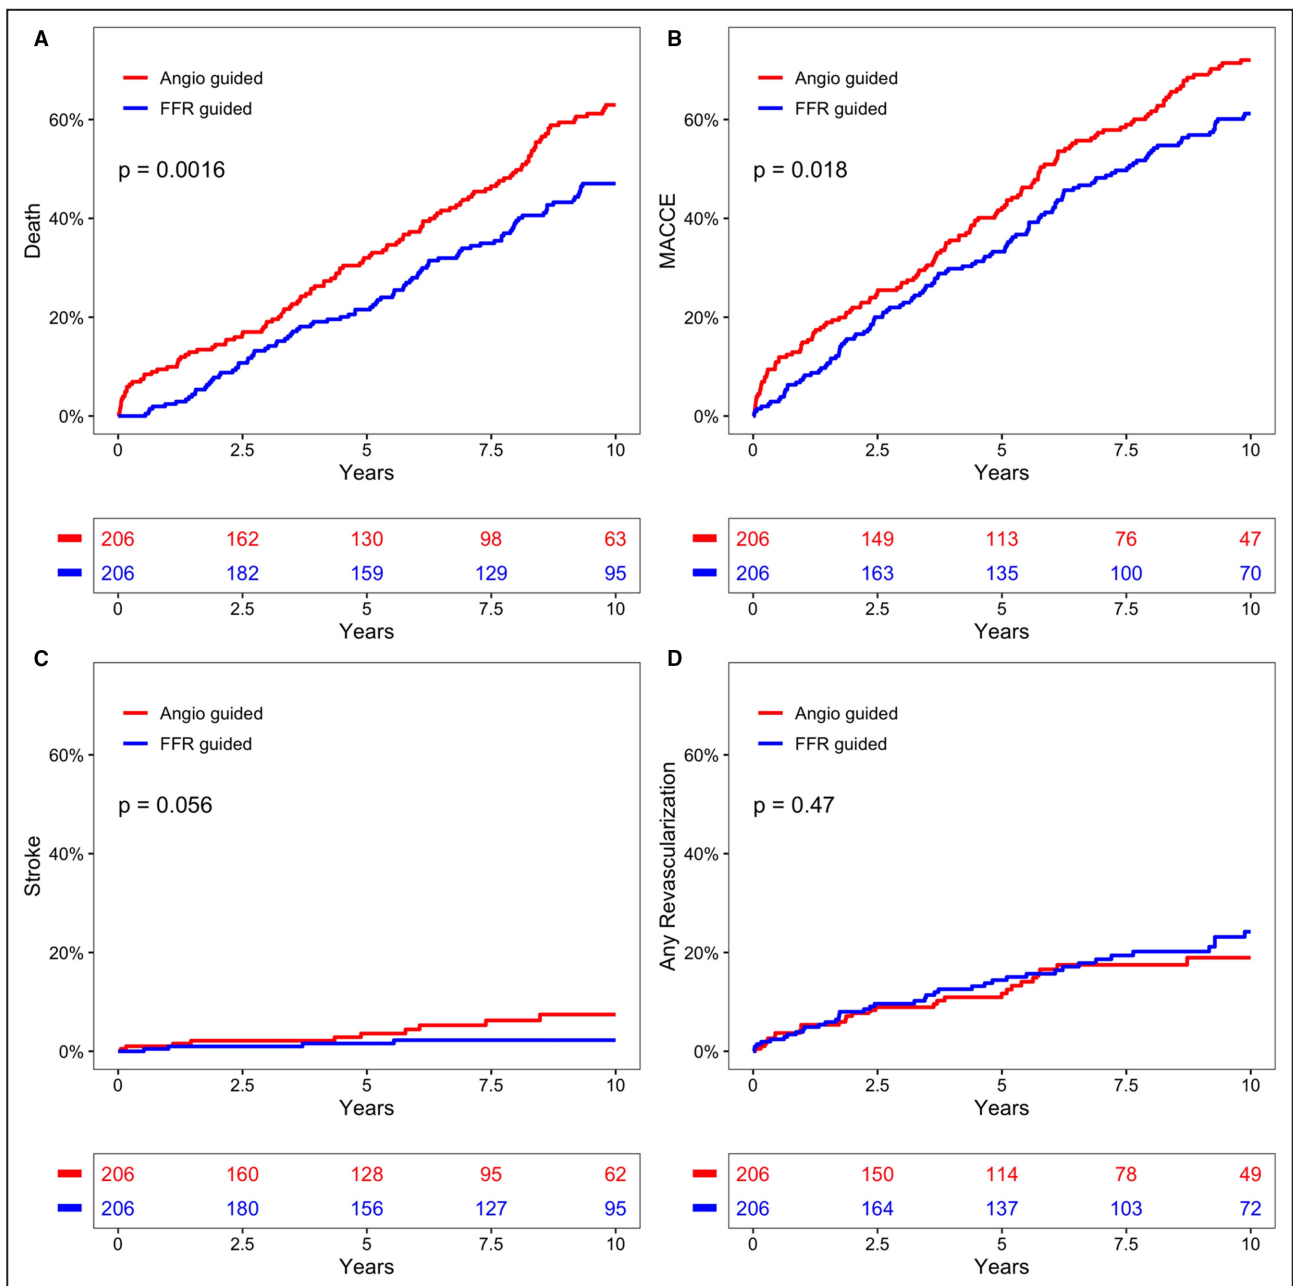 A
Angio guided
FFR guided
p = 0.0016
Death
60%
40%
20%
0%
0 2.5 5 7.5 10
Years
206 162 130 98 63
206 182 159 129 95
0 2.5 5 7.5 10
Years
B
Angio guided
FFR guided
p = 0.018
MACCE
60%
40%
20%
0%
0 2.5 5 7.5 10
Years
206 149 113 76 47
206 163 135 100 70
0 2.5 5 7.5 10
Years
C
Angio guided
FFR guided
p = 0.056
Stroke
60%
40%
20%
0%
0 2.5 5 7.5 10
Years
206 160 128 95 62
206 180 156 127 95
0 2.5 5 7.5 10
Years
D
Angio guided
FFR guided
p = 0.47
Any Revascularization
60%
40%
20%
0%
0 2.5 5 7.5 10
Years
206 150 114 78 49
206 164 137 103 72
0 2.5 5 7.5 10
Years